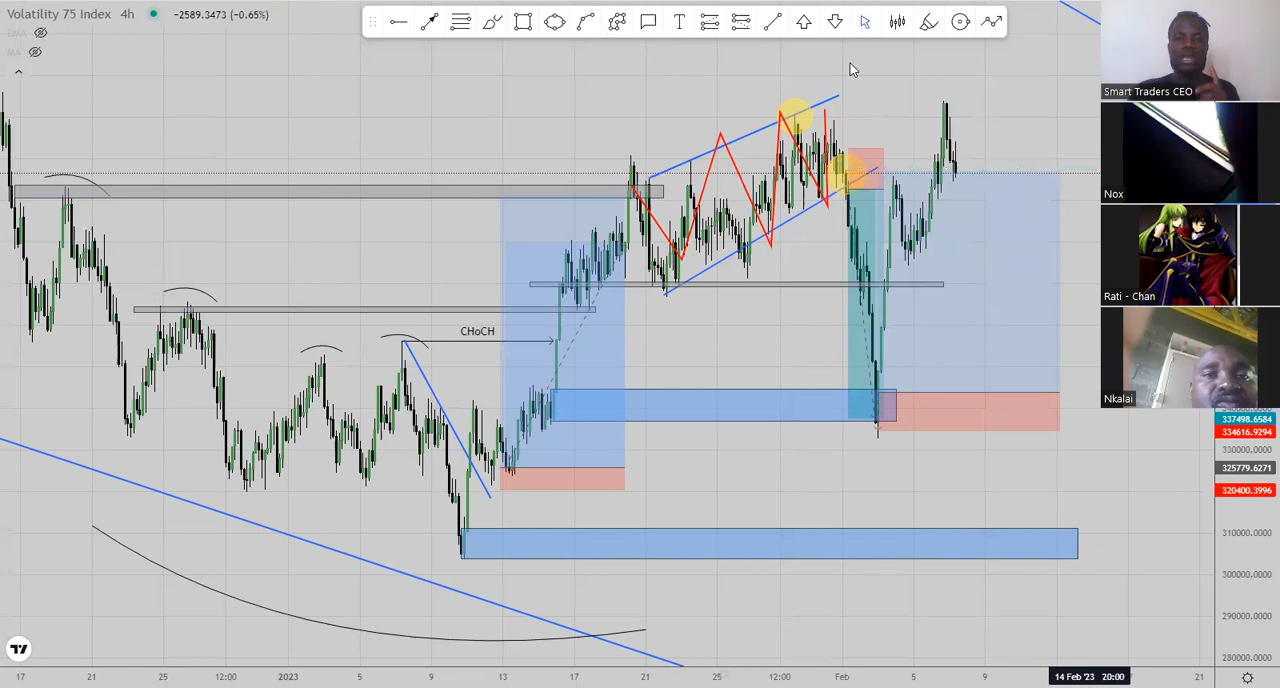 Volatility 75 Index 4h -2589.3473 (-0.65%)
EMA
MA
T
Smart Traders CEO
Nox
Rati - Chan
Nkalai
CHoCH
337498.6584
334616.9294
330000.0000
325779.6271
320400.3996
310000.0000
300000.0000
290000.0000
280000.0000
17 21 25 12:00 2023 5 9 13 17 21 25 12:00 Feb 5 9 14 Feb '23 20:00 21